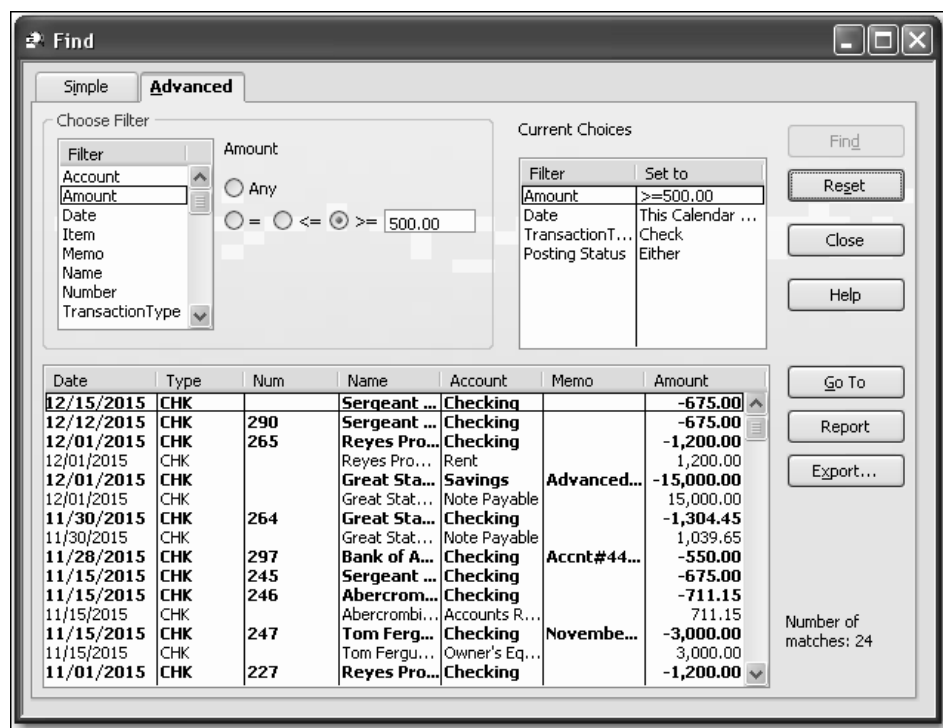 Find
Simple Advanced
Choose Filter
Filter
Account
Amount
Date
Item
Memo
Name
Number
TransactionType
Amount
Any
= <= >= 500.00
Current Choices
Filter Set to
Amount >=500.00
Date This Calendar ...
TransactionT... Check
Posting Status Either
Find
Reset
Close
Help
Date Type Num Name Account Memo Amount
12/15/2015 CHK Sergeant ... Checking -675.00
12/12/2015 CHK 290 Sergeant ... Checking -675.00
12/01/2015 CHK 265 Reyes Pro... Checking -1,200.00
12/01/2015 CHK Reyes Pro... Rent 1,200.00
12/01/2015 CHK Great Sta... Savings Advanced... -15,000.00
12/01/2015 CHK Great Stat... Note Payable 15,000.00
11/30/2015 CHK 264 Great Sta... Checking -1,304.45
11/30/2015 CHK Great Stat... Note Payable 1,039.65
11/28/2015 CHK 297 Bank of A... Checking Accnt#44... -550.00
11/15/2015 CHK 245 Sergeant ... Checking -675.00
11/15/2015 CHK 246 Abercrom... Checking -711.15
11/15/2015 CHK Abercrombi... Accounts R... 711.15
11/15/2015 CHK 247 Tom Ferg... Checking Novembe... -3,000.00
11/15/2015 CHK Tom Fergu... Owner's Eq... 3,000.00
11/01/2015 CHK 227 Reyes Pro... Checking -1,200.00
Go To
Report
Export...
Number of
matches: 24